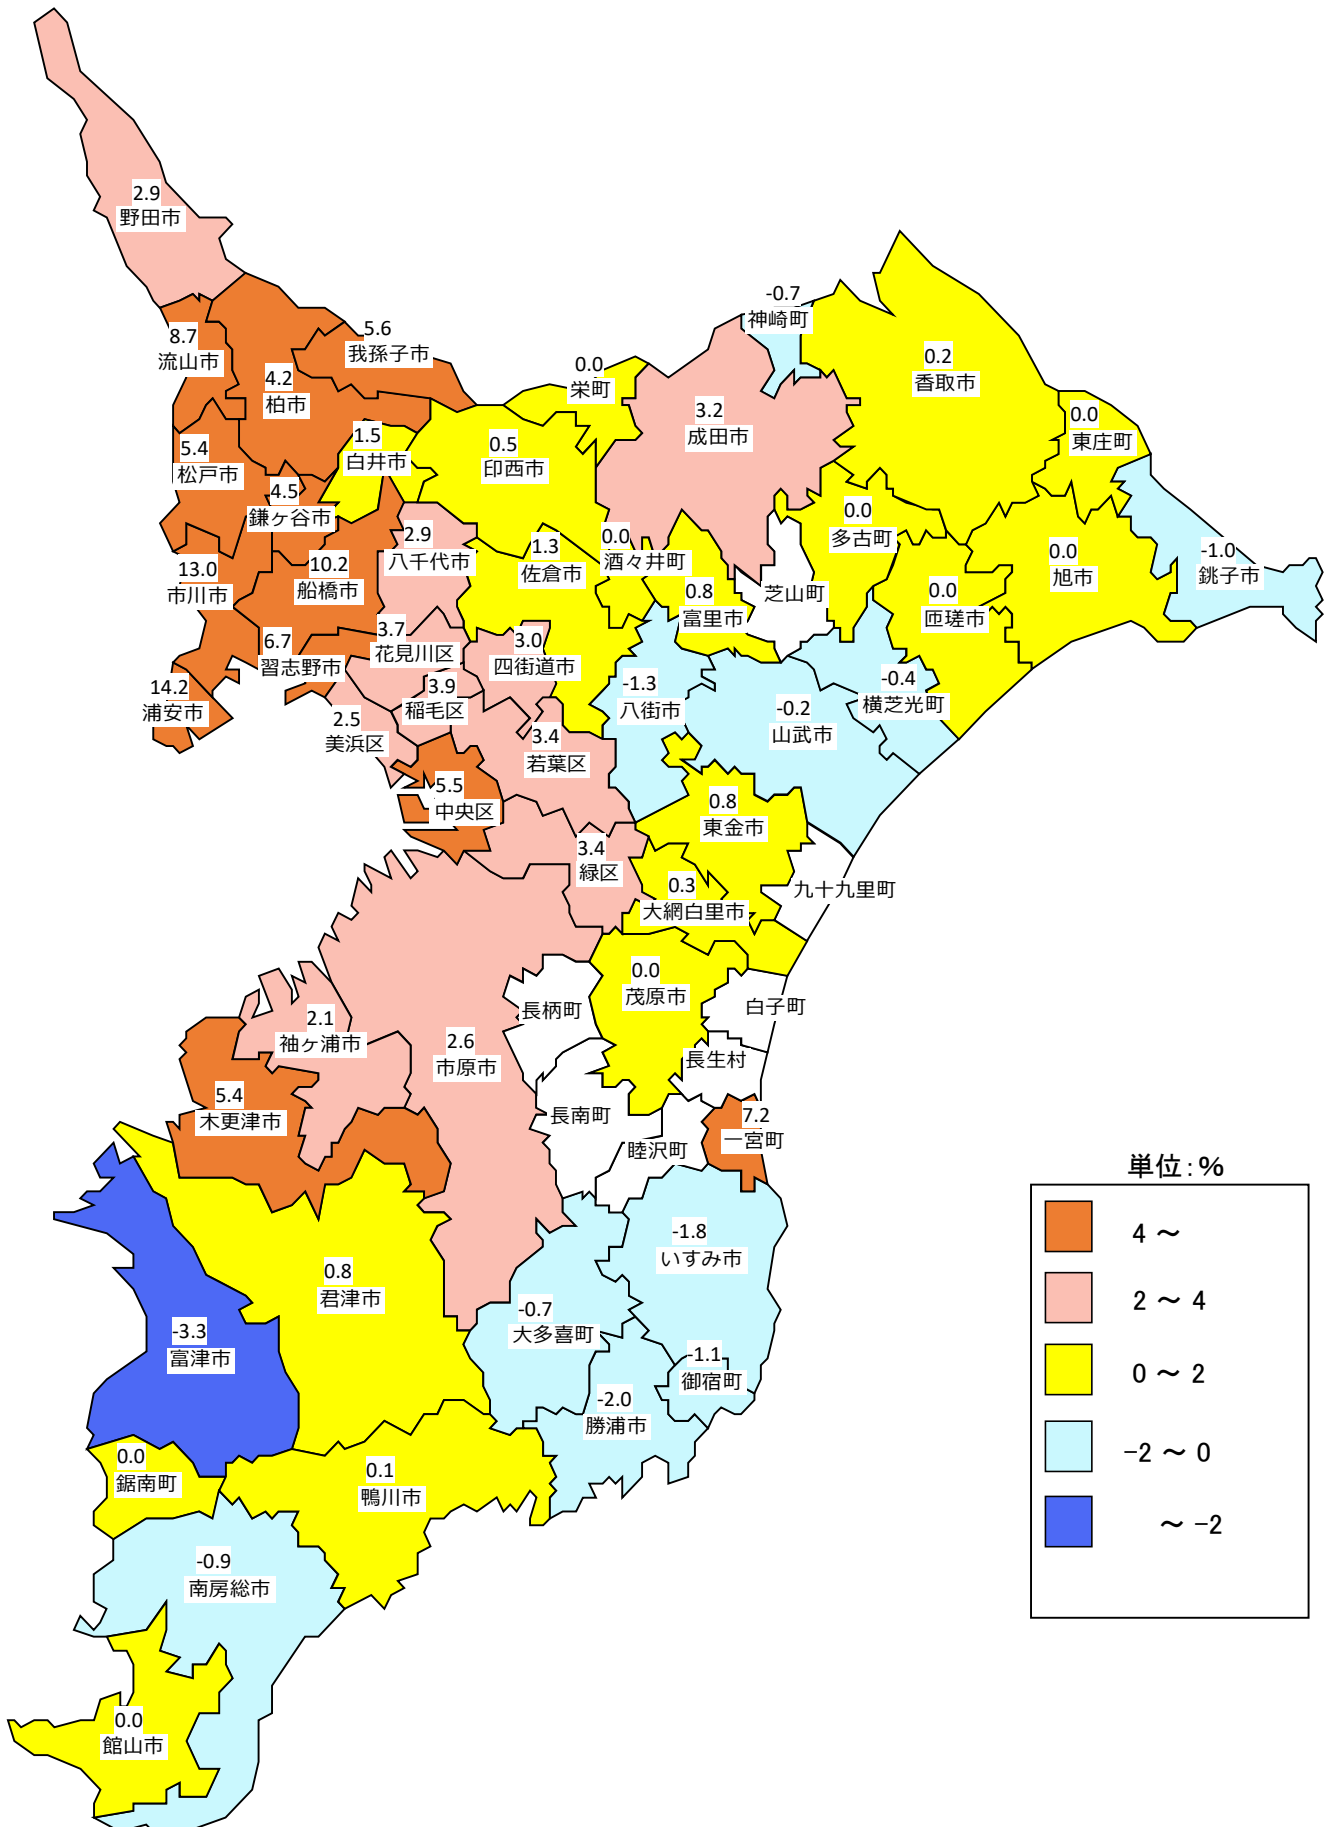 2.9
野田市
8.7
流山市
5.6
我孫子市
4.2
柏市
-0.7
神崎町
0.2
香取市
0.0
栄町
3.2
成田市
0.0
東庄町
5.4
松戸市
1.5
白井市
0.5
印西市
4.5
鎌ケ谷市
2.9
八千代市
1.3
佐倉市
0.0
酒々井町
0.0
多古町
0.0
旭市
-1.0
銚子市
13.0
市川市
10.2
船橋市
0.8
富里市
芝山町
0.0
匝瑳市
6.7
習志野市
3.7
花見川区
3.0
四街道市
14.2
浦安市
3.9
稲毛区
-1.3
八街市
-0.4
横芝光町
2.5
美浜区
3.4
若葉区
-0.2
山武市
5.5
中央区
0.8
東金市
3.4
緑区
0.3
大網白里市
九十九里町
0.0
茂原市
白子町
長柄町
2.1
袖ヶ浦市
2.6
市原市
長生村
5.4
木更津市
長南町
7.2
一宮町
睦沢町
単位：%
4 ～
2 ～ 4
0 ～ 2
-2 ～ 0
～ -2
-1.8
いすみ市
0.8
君津市
-0.7
大多喜町
-3.3
富津市
-1.1
御宿町
-2.0
勝浦市
0.0
鋸南町
0.1
鴨川市
-0.9
南房総市
0.0
館山市